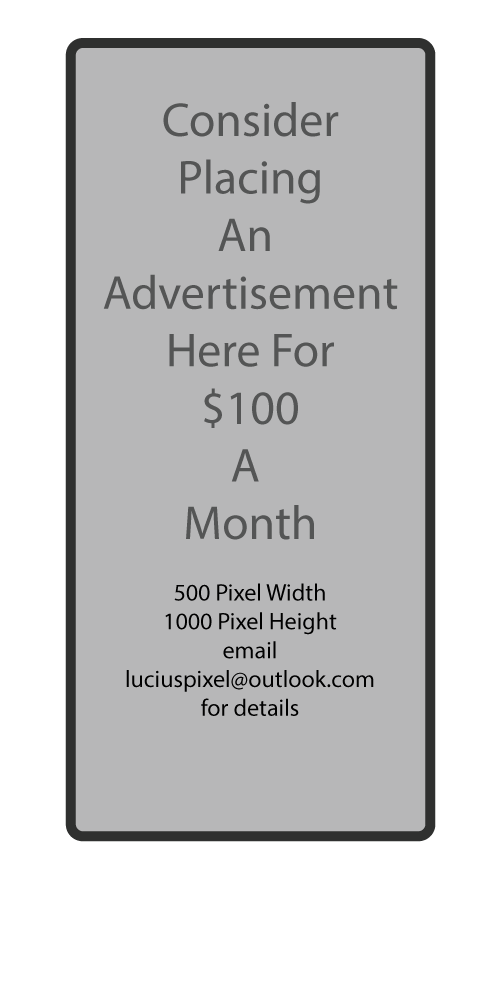 Consider
Placing
An
Advertisement
Here For
$100
A
Month
500 Pixel Width
1000 Pixel Height
email
luciuspixel@outlook.com
for details